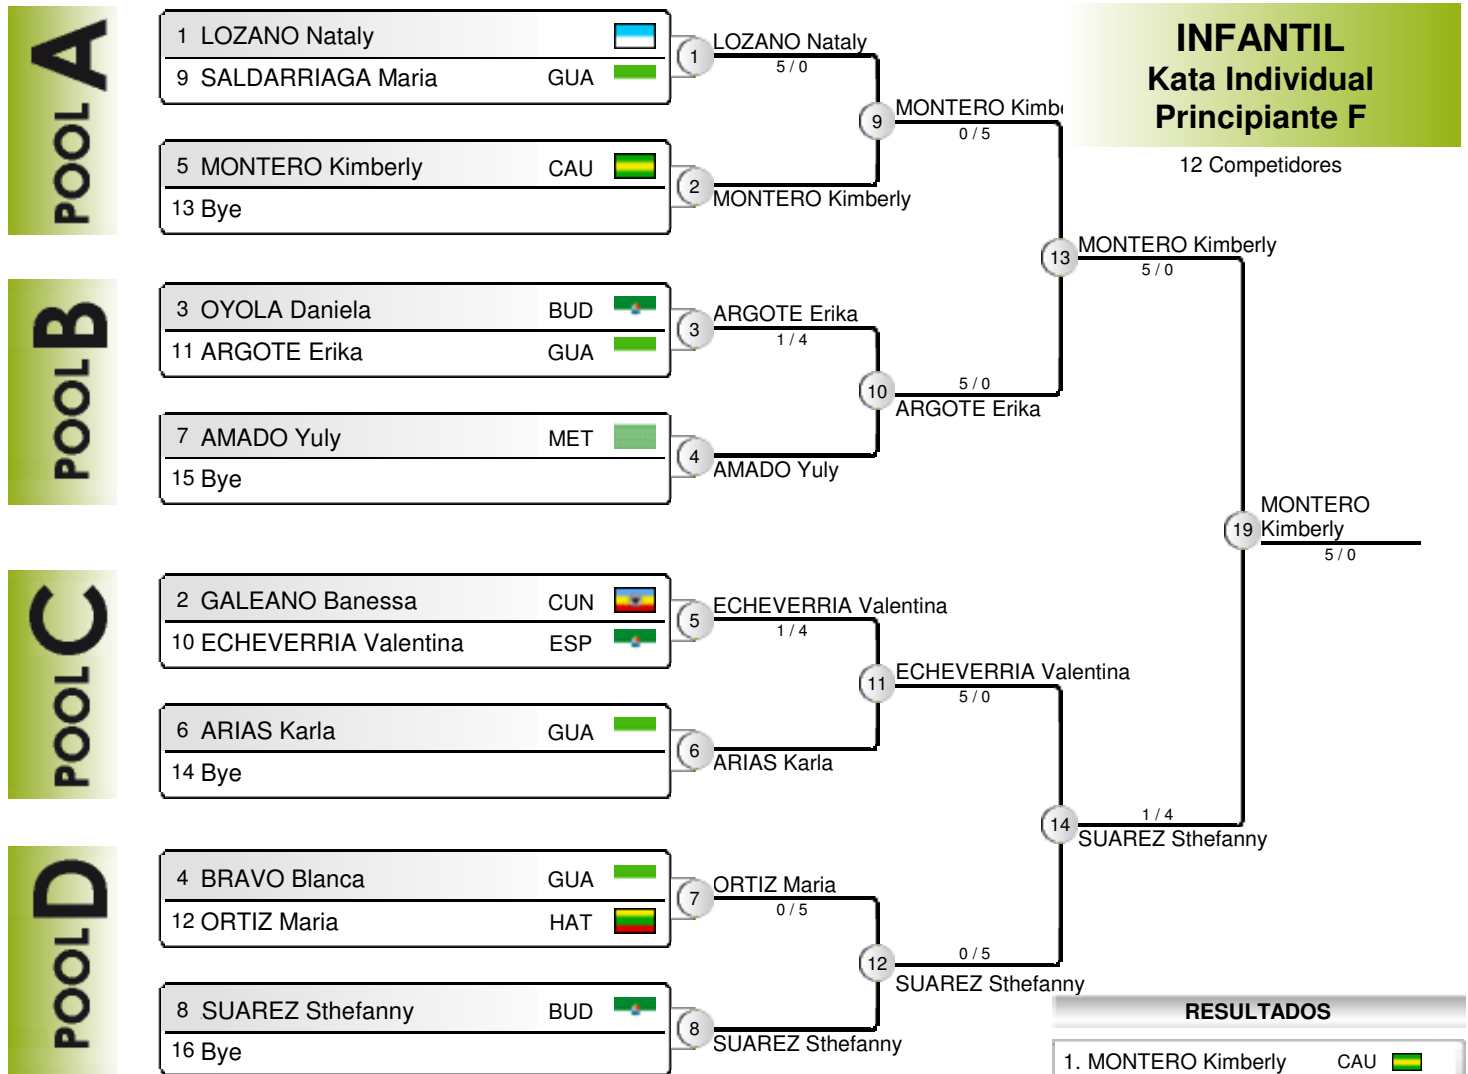 INFANTIL
Kata Individual
Principiante F
12 Competidores
POOL A
1 LOZANO Nataly
9 SALDARRIAGA Maria GUA
1
LOZANO Nataly
5 / 0
5 MONTERO Kimberly CAU
13 Bye
2
MONTERO Kimberly
9
MONTERO Kimbe
0 / 5
POOL B
3 OYOLA Daniela BUD
11 ARGOTE Erika GUA
3
ARGOTE Erika
1 / 4
7 AMADO Yuly MET
15 Bye
4
AMADO Yuly
10
5 / 0
ARGOTE Erika
13
MONTERO Kimberly
5 / 0
POOL C
2 GALEANO Banessa CUN
10 ECHEVERRIA Valentina ESP
5
ECHEVERRIA Valentina
1 / 4
6 ARIAS Karla GUA
14 Bye
6
ARIAS Karla
11
ECHEVERRIA Valentina
5 / 0
POOL D
4 BRAVO Blanca GUA
12 ORTIZ Maria HAT
7
ORTIZ Maria
0 / 5
8 SUAREZ Sthefanny BUD
16 Bye
8
SUAREZ Sthefanny
12
0 / 5
SUAREZ Sthefanny
14
1 / 4
SUAREZ Sthefanny
19
MONTERO
Kimberly
5 / 0
RESULTADOS
1. MONTERO Kimberly CAU